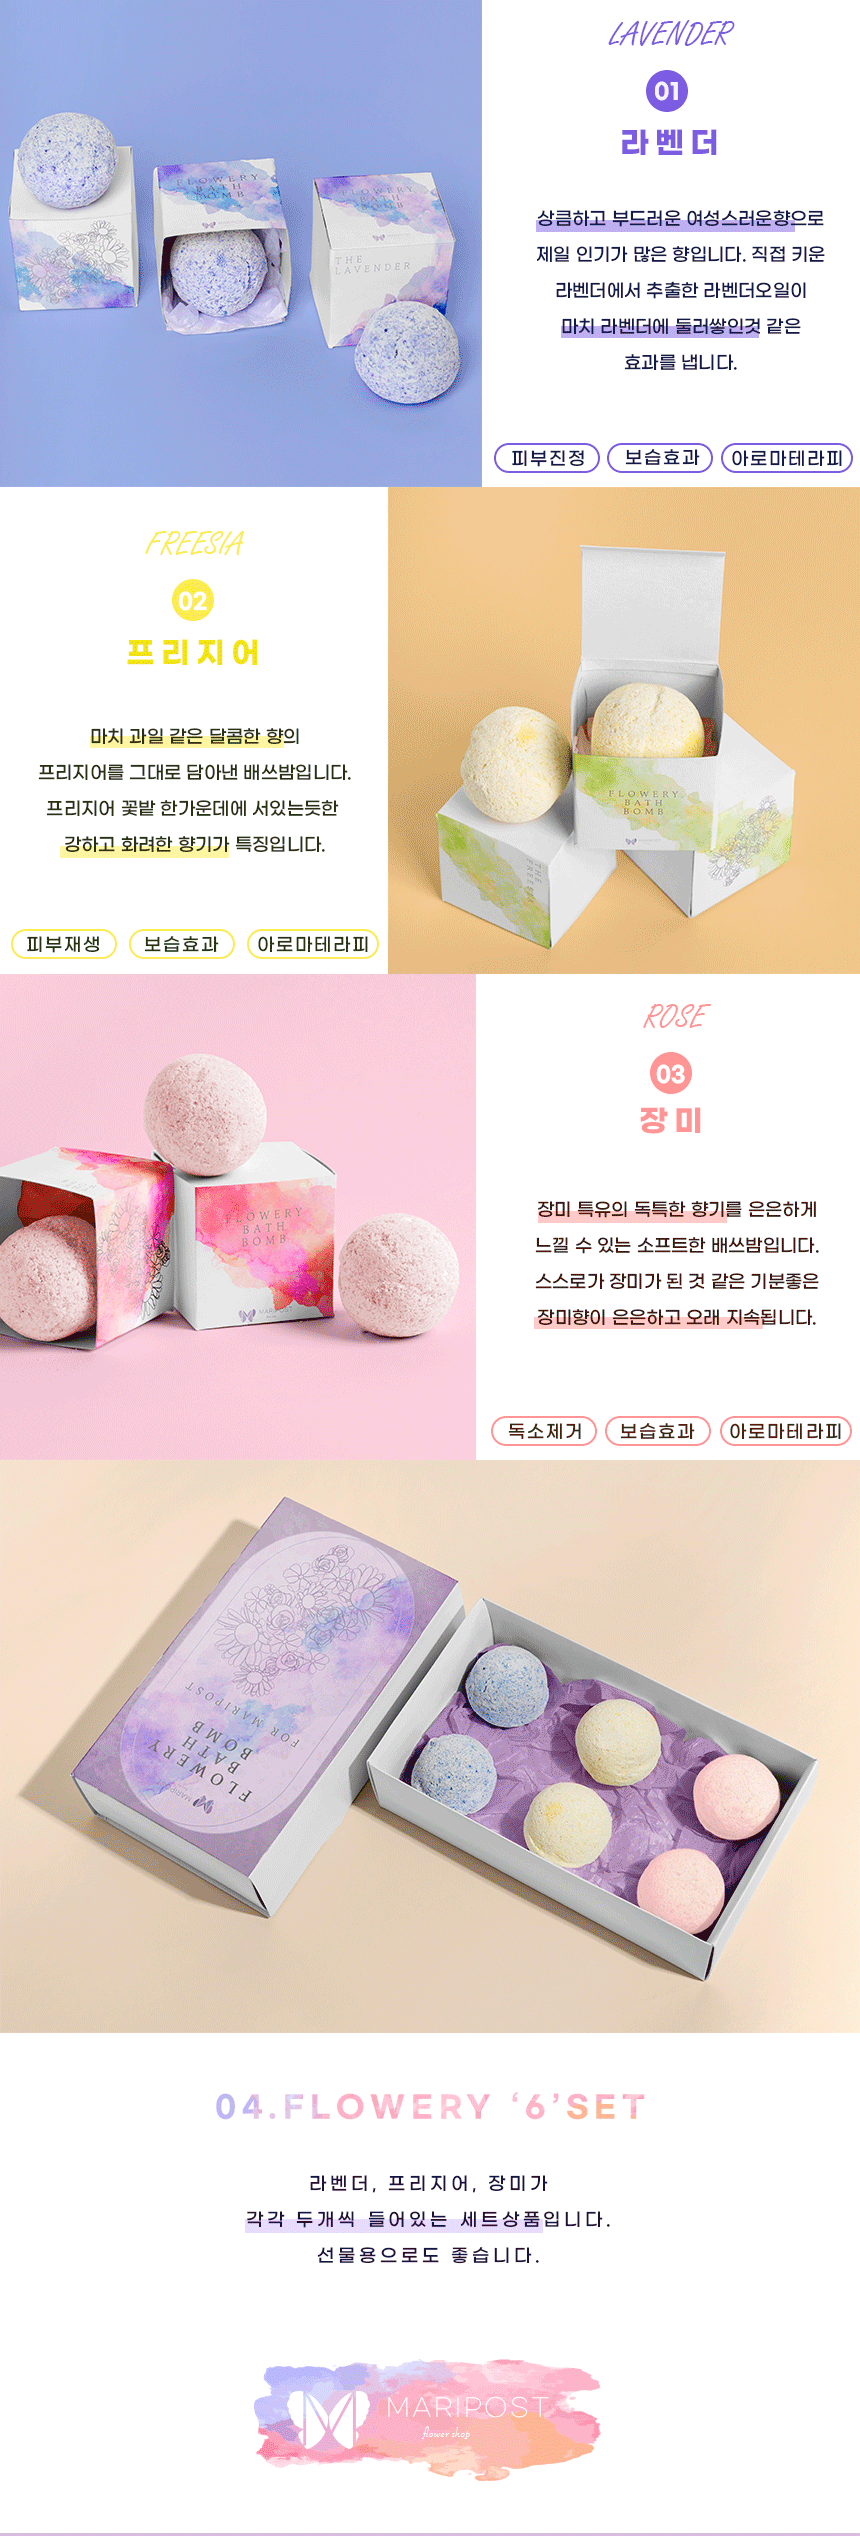 LAVENDER
01
라벤더
상큼하고 부드러운 여성스러운향으로
제일 인기가 많은 향입니다. 직접 키운
라벤더에서 추출한 라벤더오일이
마치 라벤더에 둘러쌓인것 같은
효과를 냅니다.
피부진정 보습효과 아로마테라피
FLOWERY
BATH
BOMB
FLOWERY
BATH
BOMB
THE
LAVENDER
FREESIA
02
프리지어
마치 과일 같은 달콤한 향의
프리지어를 그대로 담아낸 배쓰밤입니다.
프리지어 꽃밭 한가운데에 서있는듯한
강하고 화려한 향기가 특징입니다.
피부재생 보습효과 아로마테라피
FLOWERY
BATH
BOMB
ROSE
03
장미
장미 특유의 독특한 향기를 은은하게
느낄 수 있는 소프트한 배쓰밤입니다.
스스로가 장미가 된 것 같은 기분좋은
장미향이 은은하고 오래 지속됩니다.
독소제거 보습효과 아로마테라피
FLOWERY
BATH
BOMB
MARIPOST
FOR MARIPOST
FLOWERY
BATH
BOMB
04.FLOWERY ‘6’SET
라벤더, 프리지어, 장미가
각각 두개씩 들어있는 세트상품입니다.
선물용으로도 좋습니다.
MARIPOST
flower shop